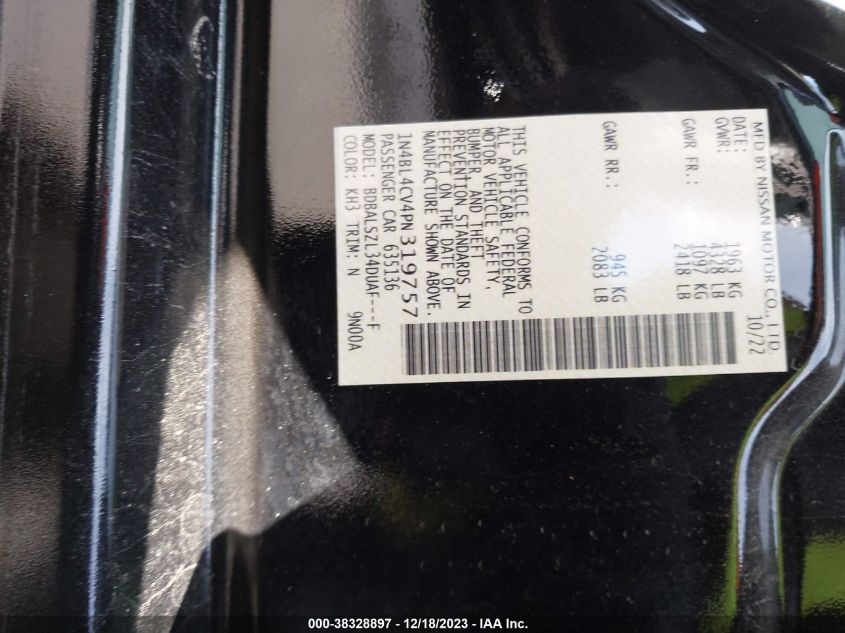 MFD BY NISSAN MOTOR CO., LTD.
DATE: 10/22
GVWR: 1963 KG
4328 LB
GAWR FR.: 1097 KG
2418 LB
GAWR RR.: 945 KG
2083 LB
THIS VEHICLE CONFORMS TO
ALL APPLICABLE FEDERAL
MOTOR VEHICLE SAFETY,
BUMPER, AND THEFT
PREVENTION STANDARDS IN
EFFECT ON THE DATE OF
MANUFACTURE SHOWN ABOVE.
1N4BL4CV4PN319757
PASSENGER CAR 635136
MODEL: BDBALSZL34DUAF---F
COLOR: KH3 TRIM: N 9N00A
000-38328897 - 12/18/2023 - IAA Inc.